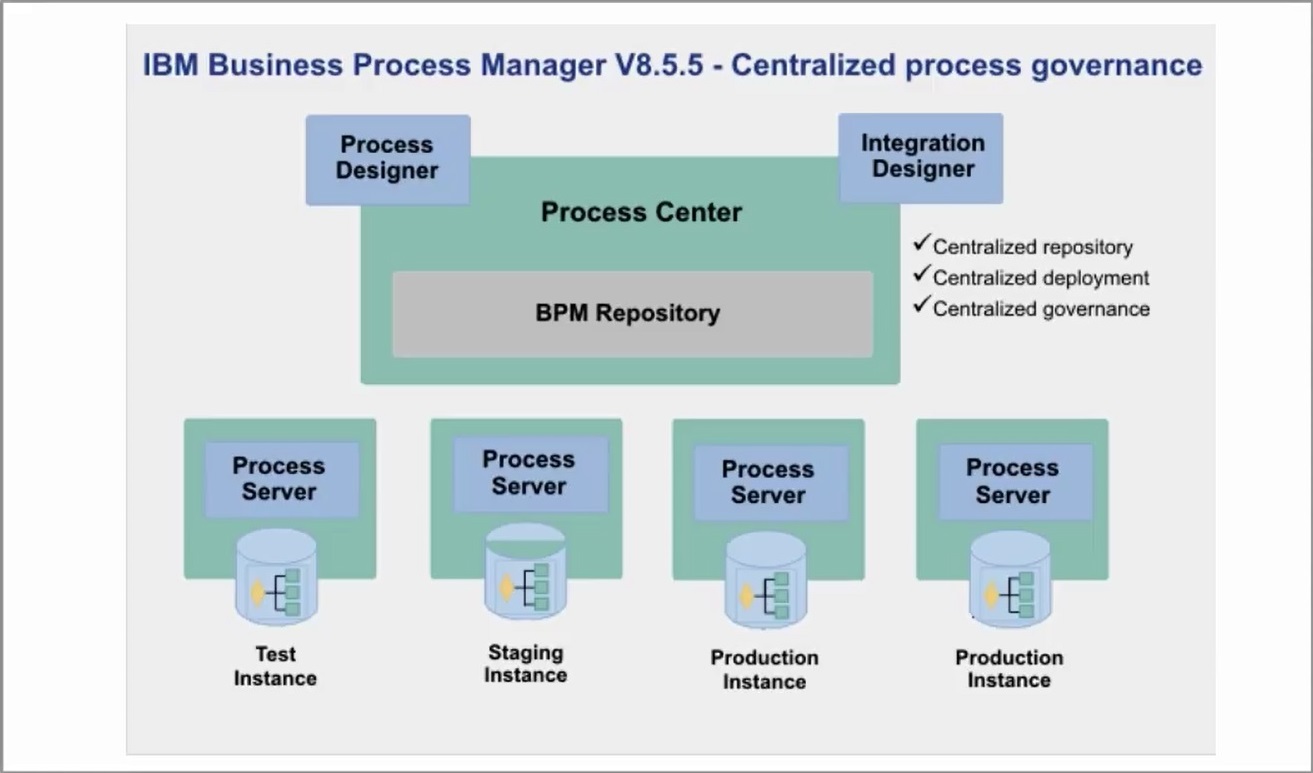 IBM Business Process Manager V8.5.5 - Centralized process governance
Process
Designer
Integration
Designer
Process Center
✓Centralized repository
✓Centralized deployment
✓Centralized governance
BPM Repository
Process
Server
Process
Server
Process
Server
Process
Server
Test
Instance
Staging
Instance
Production
Instance
Production
Instance